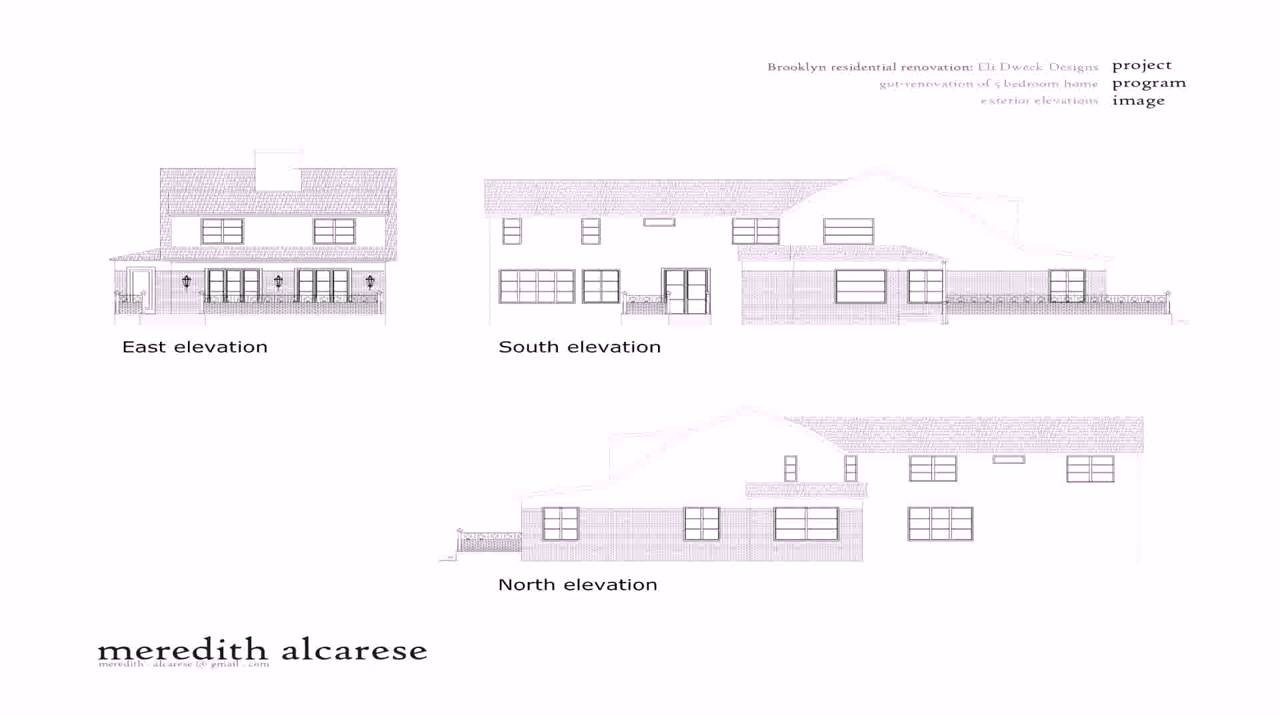 Brooklyn residential renovation: Eli Dweck Designs project
gut-renovation of 5 bedroom home program
exterior elevations image
East elevation
South elevation
North elevation
meredith alcarese
meredith . alcarese @ gmail . com